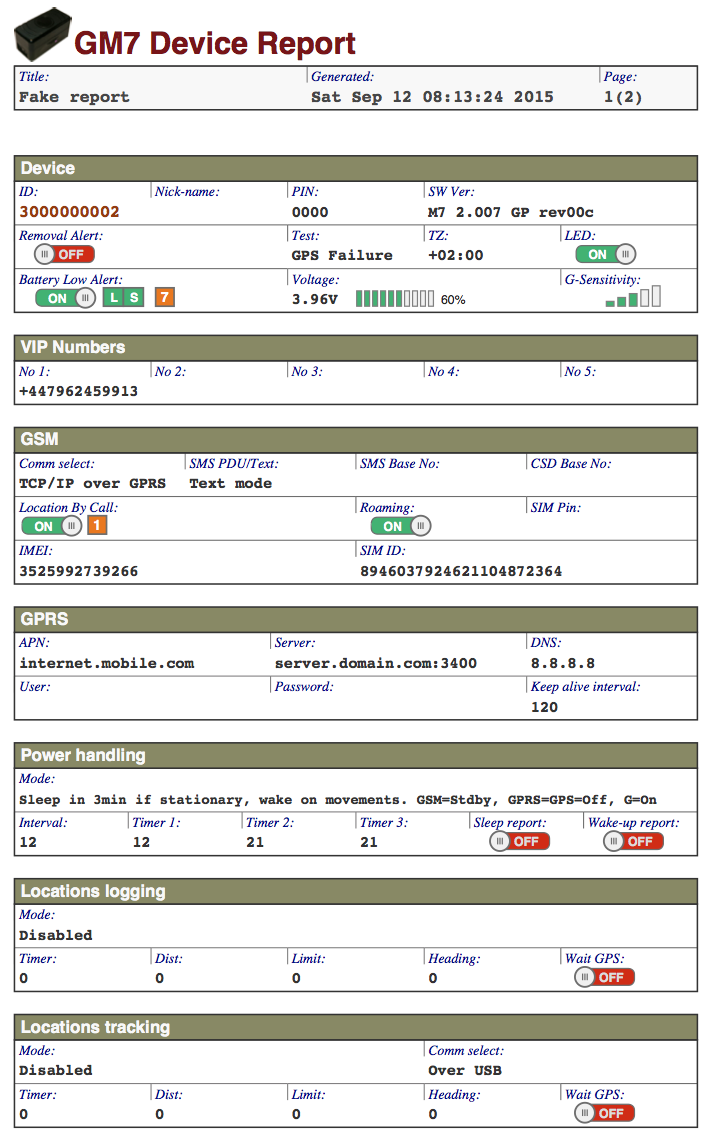 GM7 Device Report
Title: Generated: Page:
Fake report Sat Sep 12 08:13:24 2015 1(2)
Device
ID: Nick-name: PIN: SW Ver:
3000000002 0000 M7 2.007 GP rev00c
Removal Alert: Test: TZ: LED:
OFF GPS Failure +02:00 ON
Battery Low Alert: Voltage: G-Sensitivity:
ON L S 7 3.96V 60%
VIP Numbers
No 1: No 2: No 3: No 4: No 5:
+447962459913
GSM
Comm select: SMS PDU/Text: SMS Base No: CSD Base No:
TCP/IP over GPRS Text mode
Location By Call: Roaming: SIM Pin:
ON 1 ON
IMEI: SIM ID:
3525992739266 8946037924621104872364
GPRS
APN: Server: DNS:
internet.mobile.com server.domain.com:3400 8.8.8.8
User: Password: Keep alive interval:
120
Power handling
Mode:
Sleep in 3min if stationary, wake on movements. GSM=Stdby, GPRS=GPS=Off, G=On
Interval: Timer 1: Timer 2: Timer 3: Sleep report: Wake-up report:
12 12 21 21 OFF OFF
Locations logging
Mode:
Disabled
Timer: Dist: Limit: Heading: Wait GPS:
0 0 0 0 OFF
Locations tracking
Mode: Comm select:
Disabled Over USB
Timer: Dist: Limit: Heading: Wait GPS:
0 0 0 0 OFF